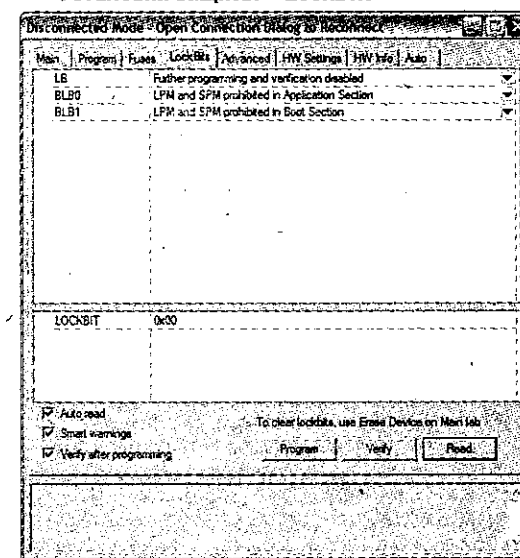 Disconnected Mode - Open Connection Dialog to Reconnect
Main Program Fuses LockBits Advanced HW Settings HW Info Auto
LB Further programming and verification disabled
BLB0 LPM and SPM prohibited in Application Section
BLB1 LPM and SPM prohibited in Boot Section
LOCKBIT 0x00
Auto read
Smart warnings
Verify after programming
To clear lockbits, use Erase Device on Main tab
Program Verify Read